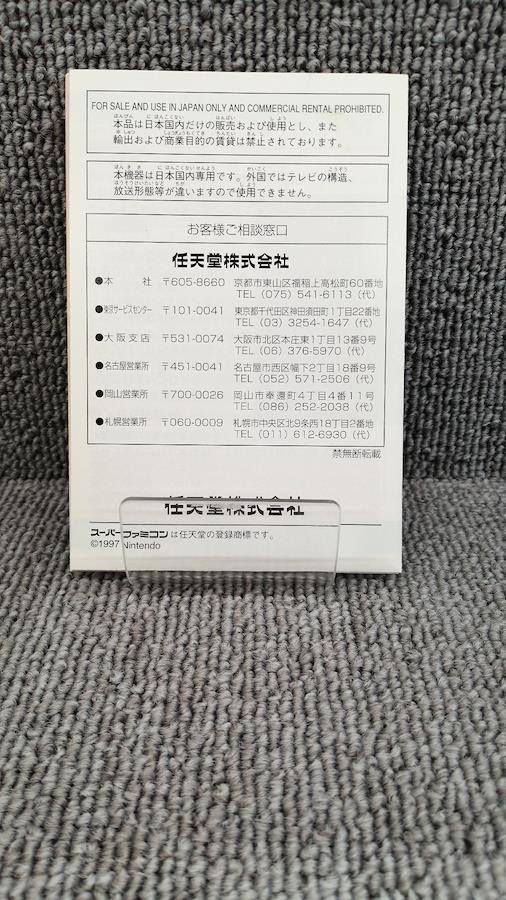 FOR SALE AND USE IN JAPAN ONLY AND COMMERCIAL RENTAL PROHIBITED.
本品は日本国内だけの販売および使用とし、また
輸出および商業目的の賃貸は禁止されております。
本機器は日本国内専用です。外国ではテレビの構造、
放送形態等が違いますので使用できません。
お客様ご相談窓口
任天堂株式会社
●本 社 〒605-8660 京都市東山区福稲上高松町60番地
TEL (075) 541-6113 (代)
●東京サービスセンター 〒101-0041 東京都千代田区神田須田町1丁目22番地
TEL (03) 3254-1647 (代)
●大阪支店 〒531-0074 大阪市北区本庄東1丁目13番9号
TEL (06) 376-5970 (代)
●名古屋営業所 〒451-0041 名古屋市西区幅下2丁目18番9号
TEL (052) 571-2506 (代)
●岡山営業所 〒700-0026 岡山市奉還町4丁目4番11号
TEL (086) 252-2038 (代)
●札幌営業所 〒060-0009 札幌市中央区北9条西18丁目2番地
TEL (011) 612-6930 (代)
禁無断転載
任天堂株式会社
スーパーファミコンは任天堂の登録商標です。
©1997 Nintendo